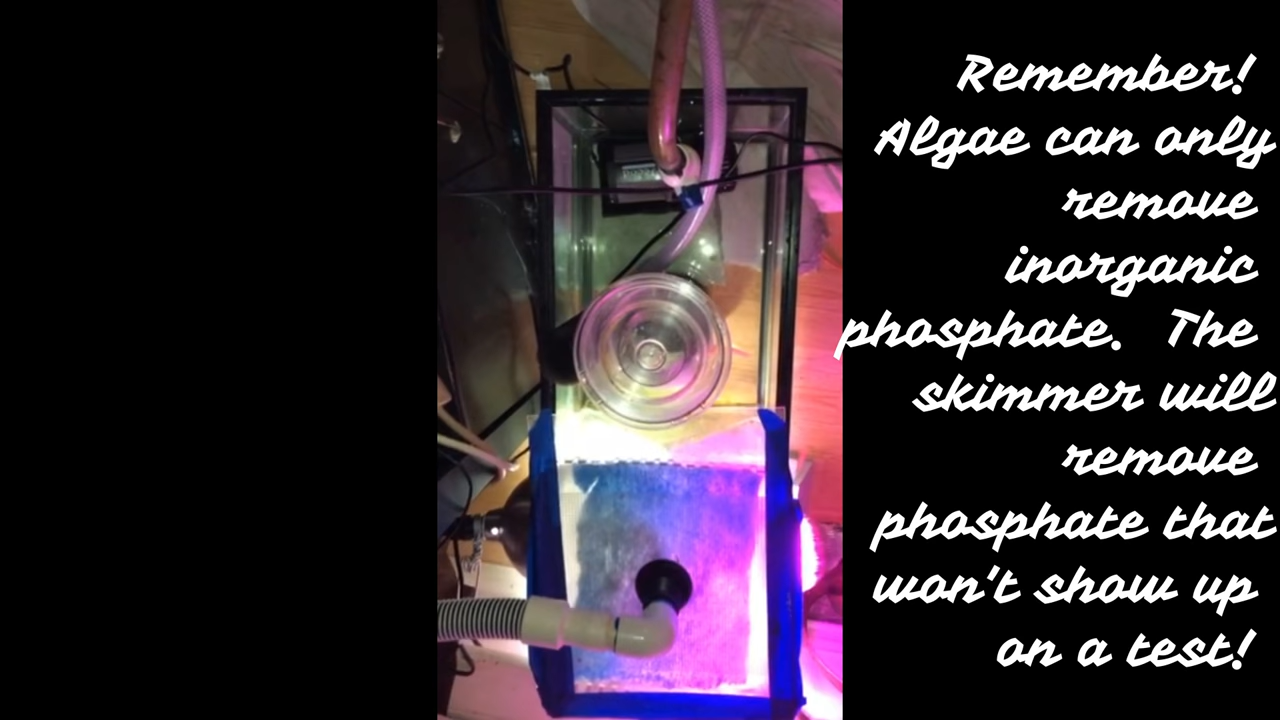 Remember!
Algae can only
remove
inorganic
phosphate.  The
skimmer will
remove
phosphate that
won't show up
on a test!